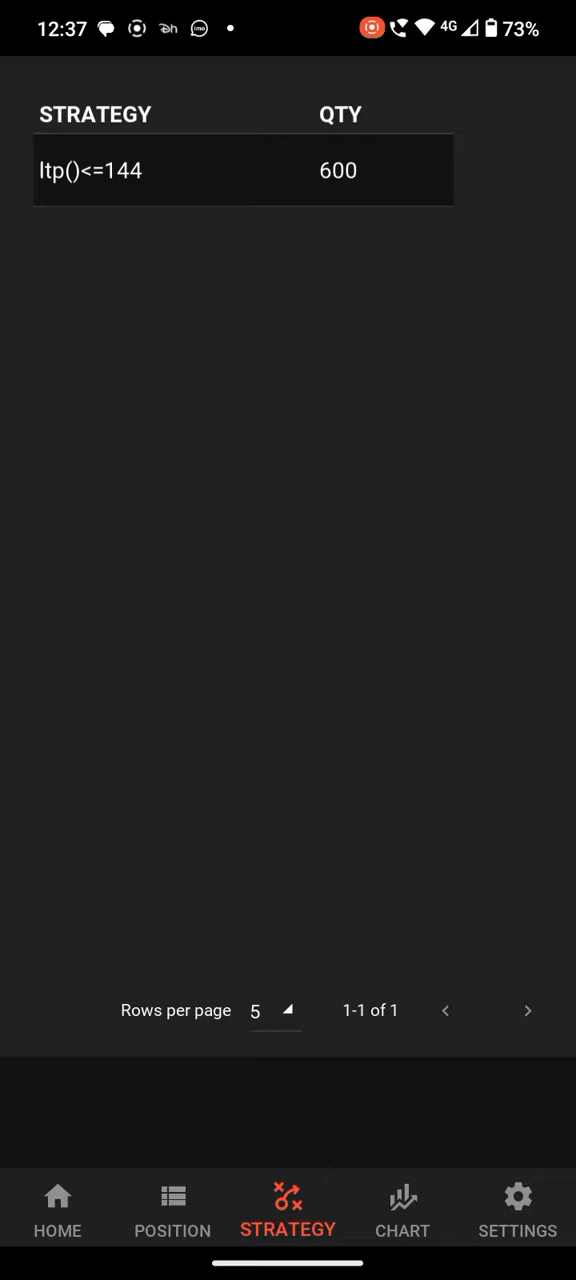 12:37 4G 73%
STRATEGY QTY
ltp()<=144 600
Rows per page 5 1-1 of 1
HOME POSITION STRATEGY CHART SETTINGS